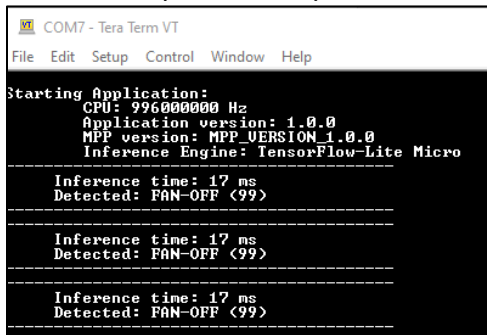 COM7 - Tera Term VT
File Edit Setup Control Window Help
Starting Application:
CPU: 996000000 Hz
Application version: 1.0.0
MPP version: MPP_VERSION_1.0.0
Inference Engine: TensorFlow-Lite Micro
----------------------------------------
Inference time: 17 ms
Detected: FAN-OFF (99)
----------------------------------------
----------------------------------------
Inference time: 17 ms
Detected: FAN-OFF (99)
----------------------------------------
----------------------------------------
Inference time: 17 ms
Detected: FAN-OFF (99)
----------------------------------------